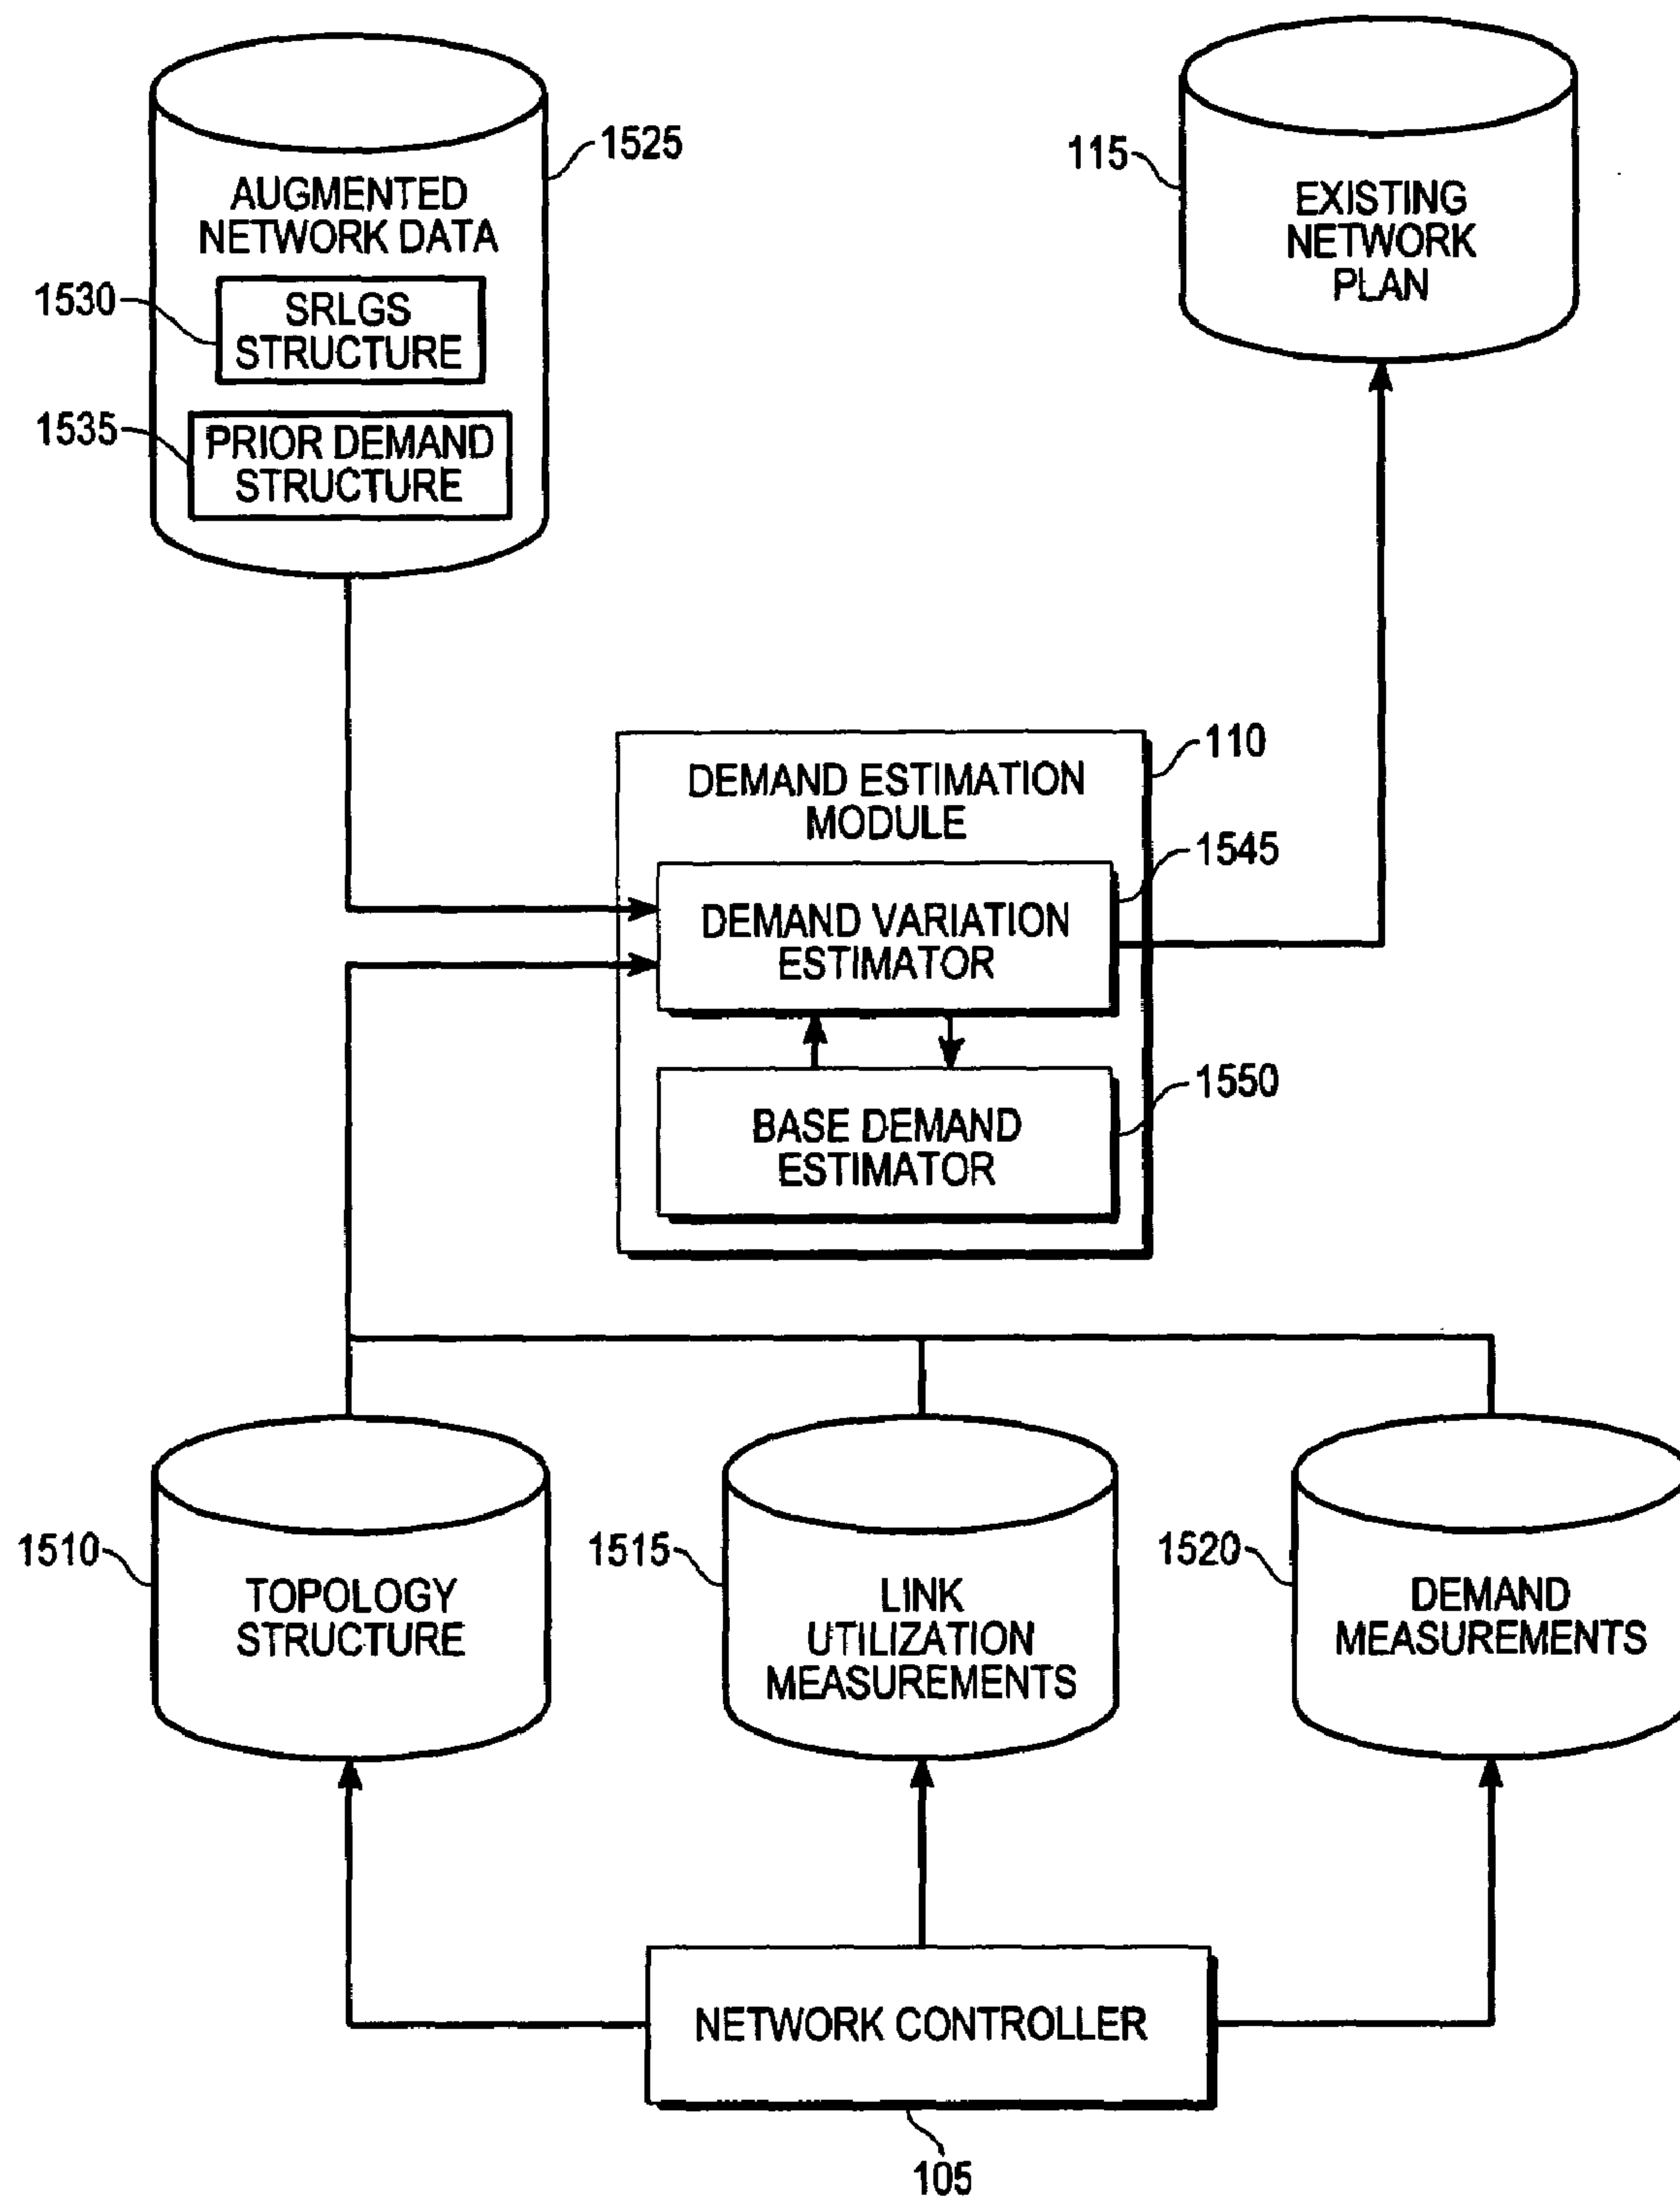 1525
AUGMENTED
NETWORK DATA
1530
SRLGS
STRUCTURE
1535
PRIOR DEMAND
STRUCTURE
115
EXISTING
NETWORK
PLAN
110
DEMAND ESTIMATION
MODULE
1545
DEMAND VARIATION
ESTIMATOR
1550
BASE DEMAND
ESTIMATOR
1510
TOPOLOGY
STRUCTURE
1515
LINK
UTILIZATION
MEASUREMENTS
1520
DEMAND
MEASUREMENTS
NETWORK CONTROLLER
105